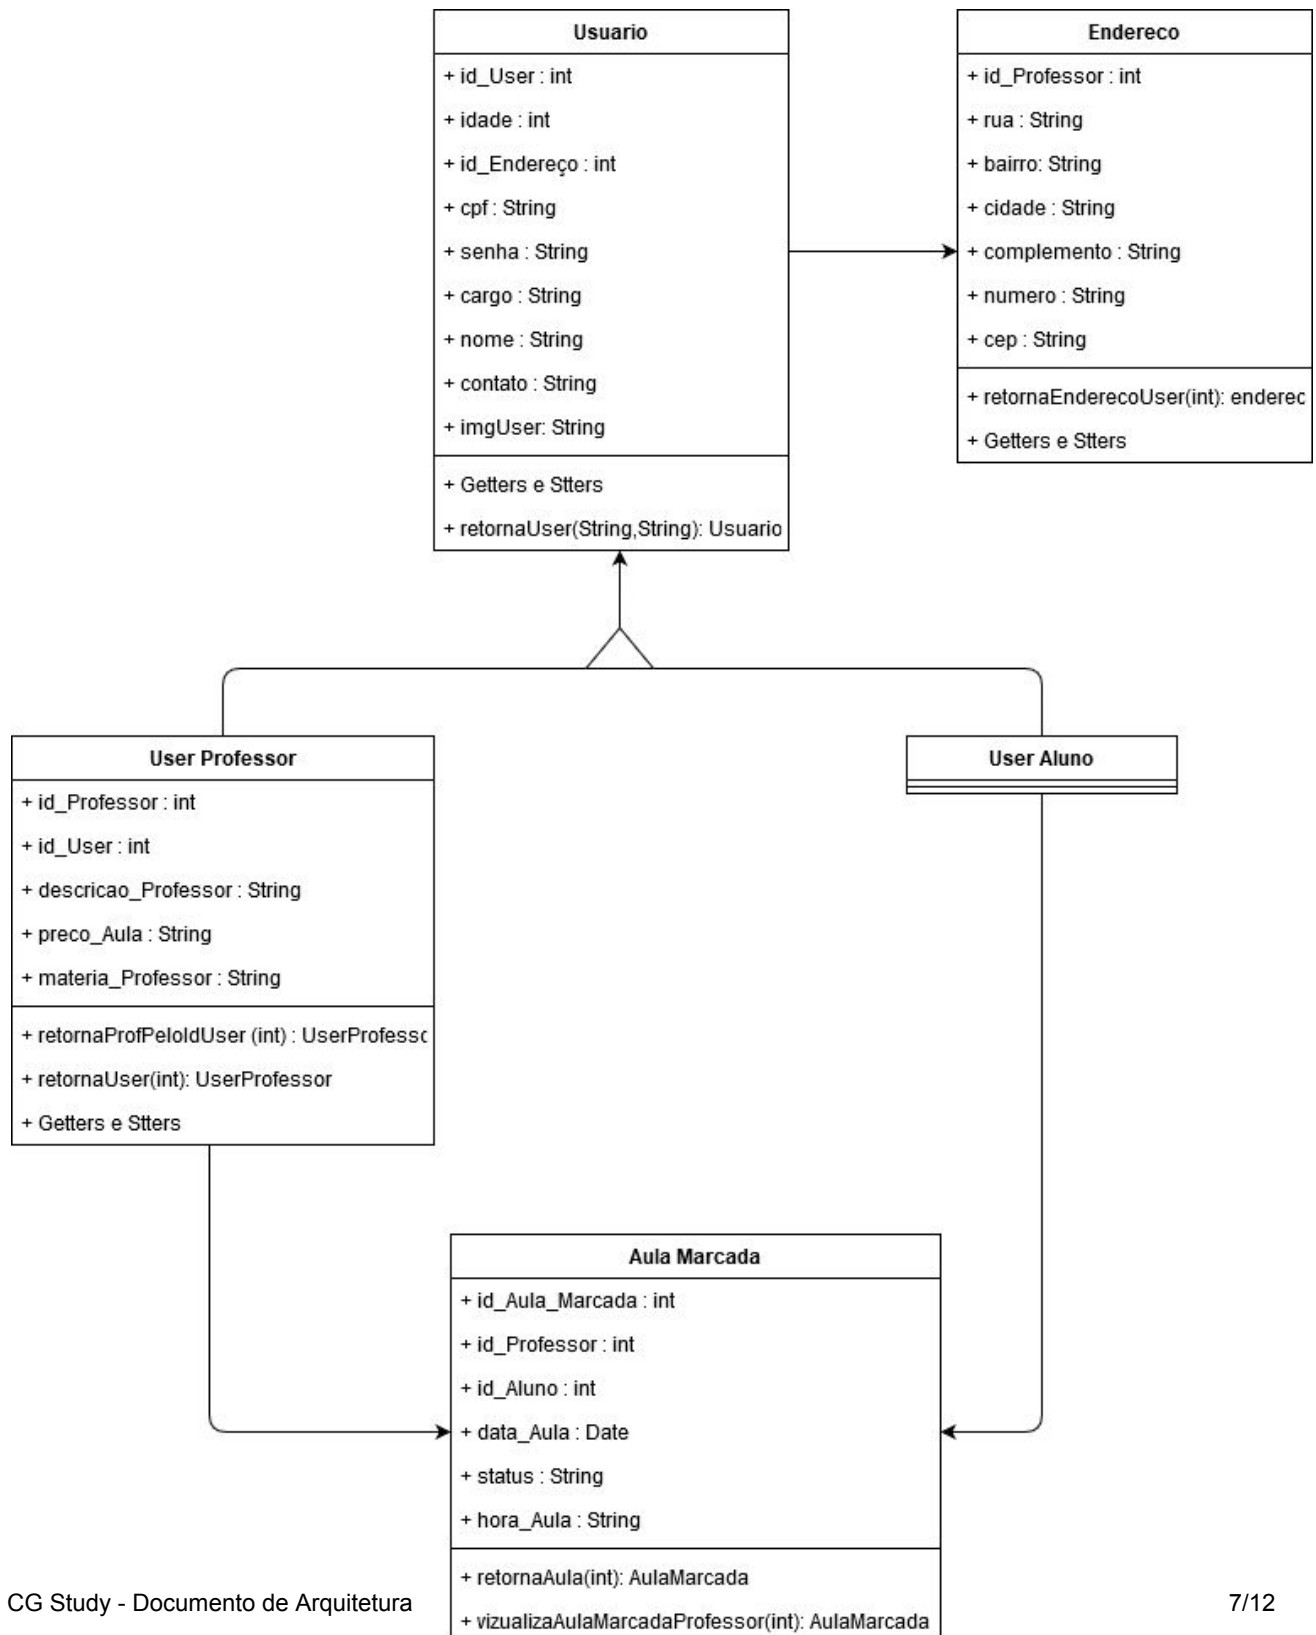 Usuario
+ id_User : int
+ idade : int
+ id_Endereço : int
+ cpf : String
+ senha : String
+ cargo : String
+ nome : String
+ contato : String
+ imgUser: String
+ Getters e Stters
+ retornaUser(String,String): Usuario
Endereco
+ id_Professor : int
+ rua : String
+ bairro: String
+ cidade : String
+ complemento : String
+ numero : String
+ cep : String
+ retornaEnderecoUser(int): enderec
+ Getters e Stters
User Professor
+ id_Professor : int
+ id_User : int
+ descricao_Professor : String
+ preco_Aula : String
+ materia_Professor : String
+ retornaProfPeloIdUser (int) : UserProfessc
+ retornaUser(int): UserProfessor
+ Getters e Stters
User Aluno
Aula Marcada
+ id_Aula_Marcada : int
+ id_Professor : int
+ id_Aluno : int
+ data_Aula : Date
+ status : String
+ hora_Aula : String
+ retornaAula(int): AulaMarcada
+ vizualizaAulaMarcadaProfessor(int): AulaMarcada
CG Study - Documento de Arquitetura 7/12